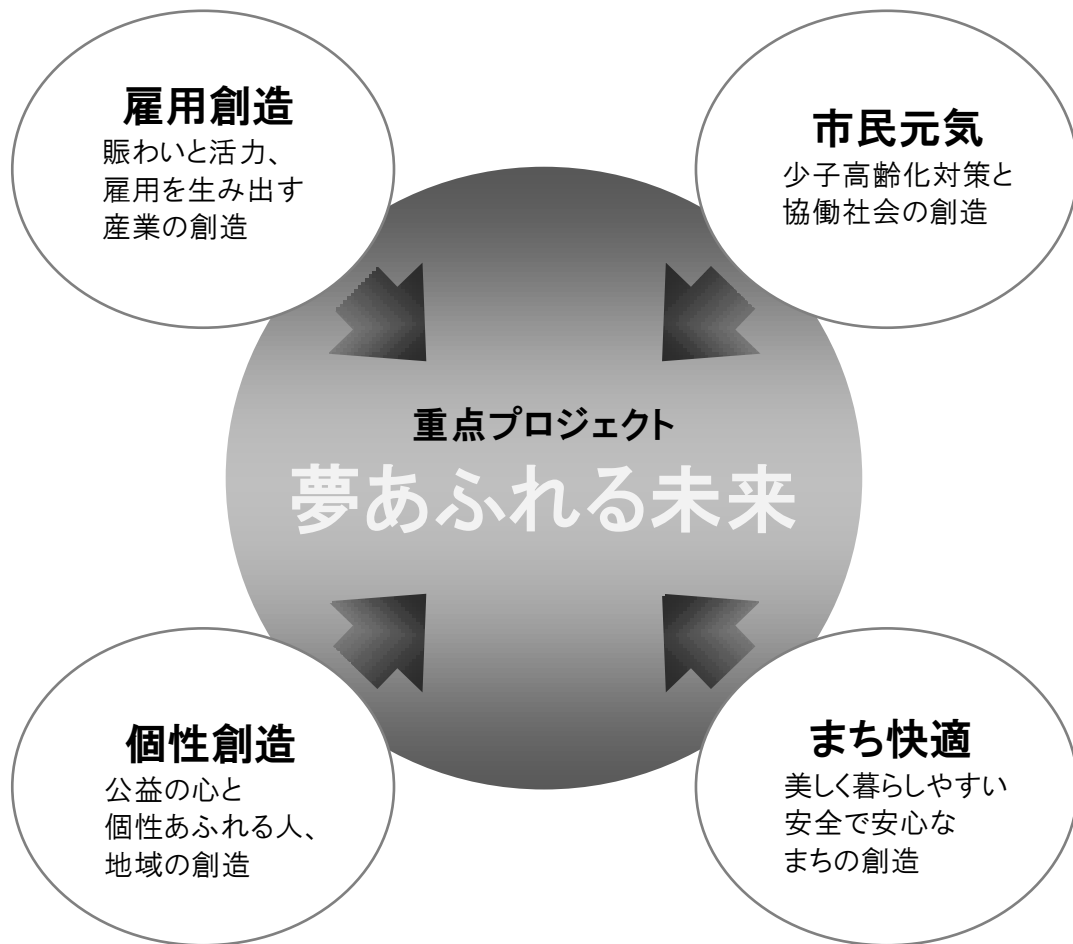 雇用創造
賑わいと活力、
雇用を生み出す
産業の創造
市民元気
少子高齢化対策と
協働社会の創造
重点プロジェクト
夢あふれる未来
個性創造
公益の心と
個性あふれる人、
地域の創造
まち快適
美しく暮らしやすい
安全で安心な
まちの創造